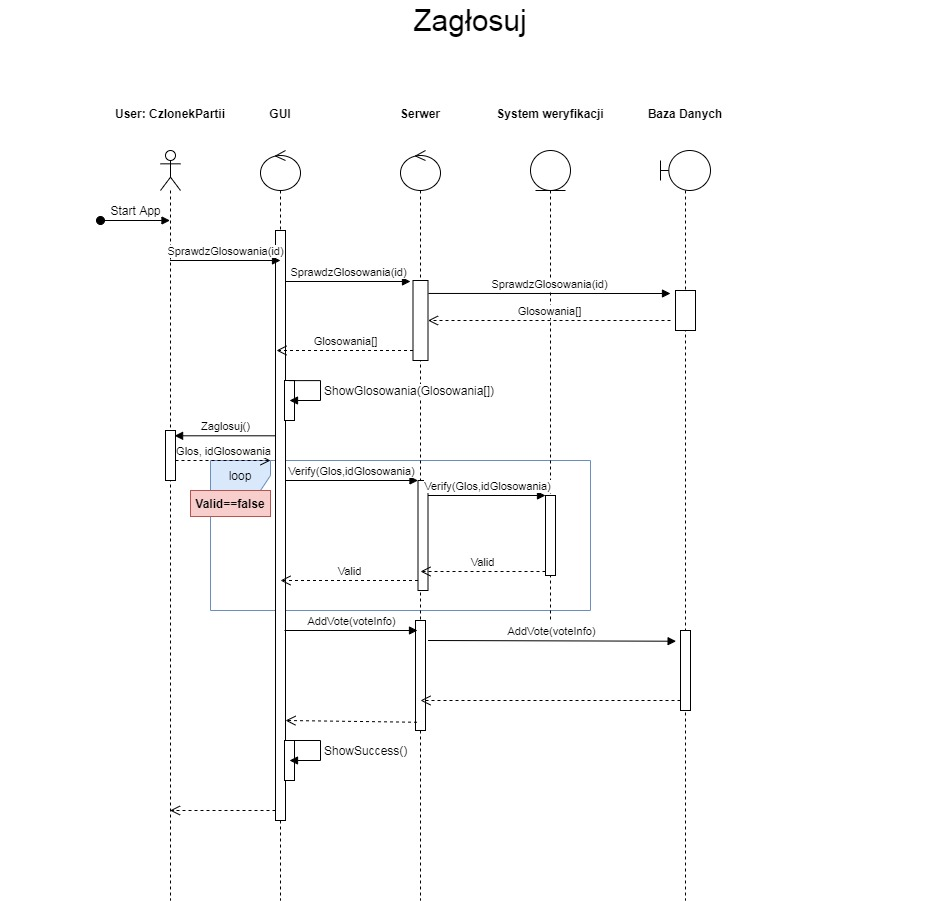 Zagłosuj
User: CzlonekPartii
GUI
Serwer
System weryfikacji
Baza Danych
Start App
SprawdzGlosowania(id)
SprawdzGlosowania(id)
SprawdzGlosowania(id)
Glosowania[]
Glosowania[]
ShowGlosowania(Glosowania[])
Zaglosuj()
Glos, idGlosowania
loop
Verify(Glos,idGlosowania)
Verify(Glos,idGlosowania)
Valid==false
Valid
Valid
AddVote(voteInfo)
AddVote(voteInfo)
ShowSuccess()